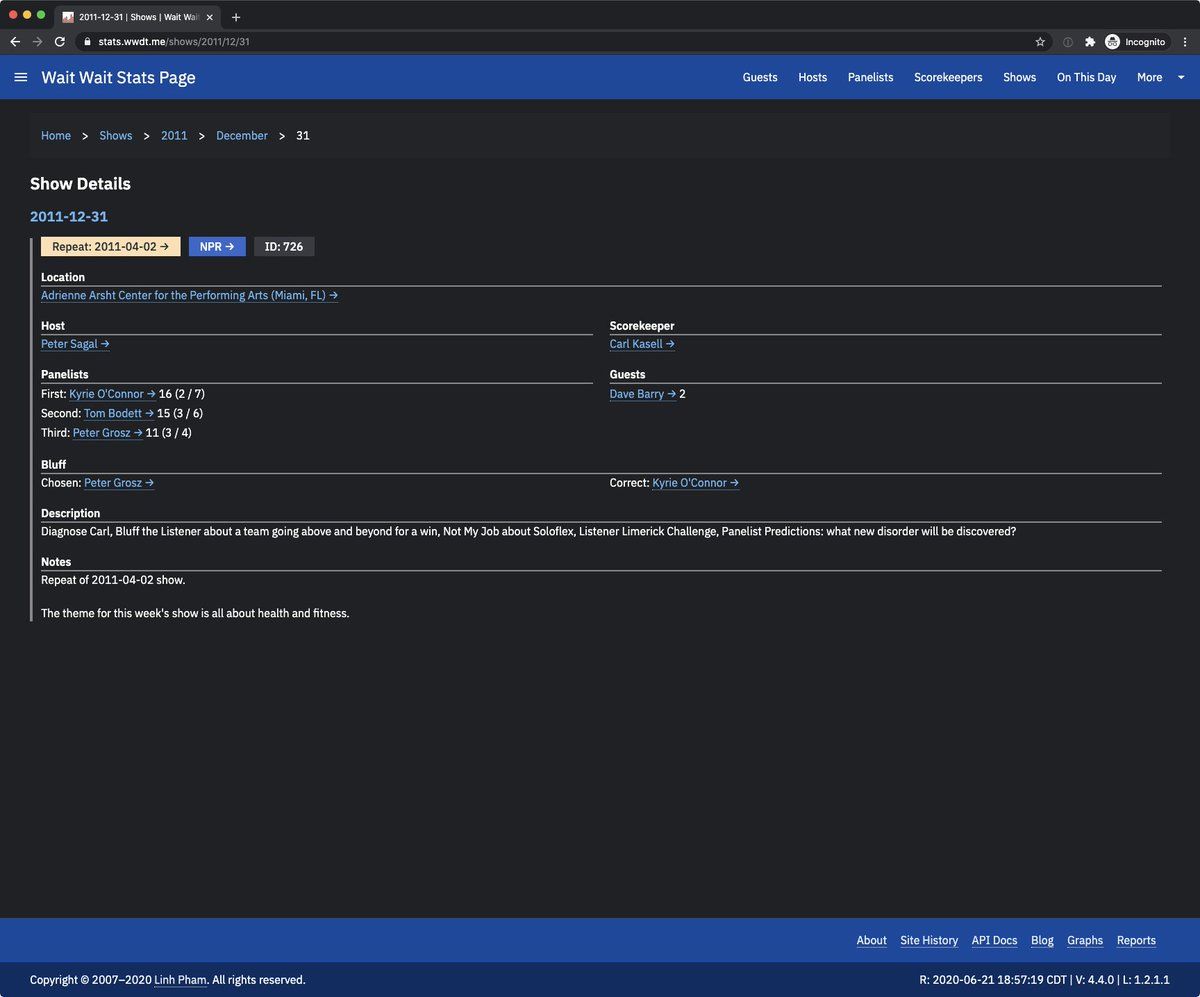 2011-12-31 | Shows | Wait Wai
stats.wwdt.me/shows/2011/12/31
Incognito
Wait Wait Stats Page
Guests Hosts Panelists Scorekeepers Shows On This Day More
Home > Shows > 2011 > December > 31
Show Details
2011-12-31
Repeat: 2011-04-02 → NPR → ID: 726
Location
Adrienne Arsht Center for the Performing Arts (Miami, FL) →
Host Scorekeeper
Peter Sagal → Carl Kasell →
Panelists Guests
First: Kyrie O'Connor → 16 (2 / 7) Dave Barry → 2
Second: Tom Bodett → 15 (3 / 6)
Third: Peter Grosz → 11 (3 / 4)
Bluff
Chosen: Peter Grosz → Correct: Kyrie O'Connor →
Description
Diagnose Carl, Bluff the Listener about a team going above and beyond for a win, Not My Job about Soloflex, Listener Limerick Challenge, Panelist Predictions: what new disorder will be discovered?
Notes
Repeat of 2011-04-02 show.
The theme for this week's show is all about health and fitness.
About Site History API Docs Blog Graphs Reports
Copyright © 2007–2020 Linh Pham. All rights reserved. R: 2020-06-21 18:57:19 CDT | V: 4.4.0 | L: 1.2.1.1